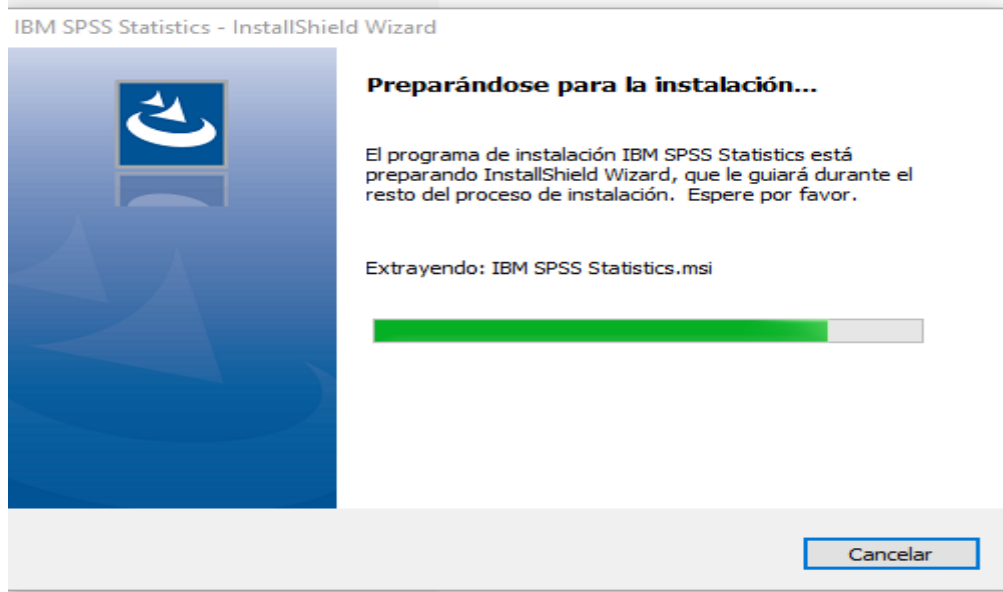 IBM SPSS Statistics - InstallShield Wizard
Preparándose para la instalación...
El programa de instalación IBM SPSS Statistics está
preparando InstallShield Wizard, que le guiará durante el
resto del proceso de instalación.  Espere por favor.
Extrayendo: IBM SPSS Statistics.msi
Cancelar